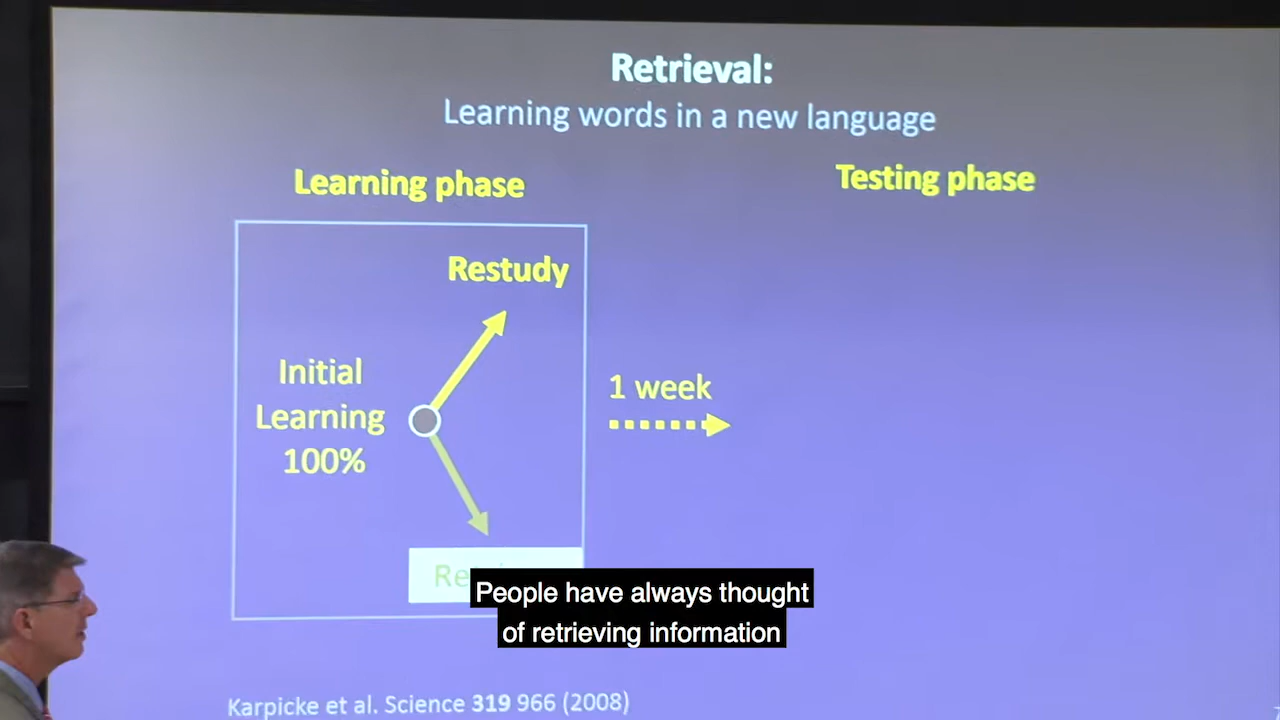 Retrieval:
Learning words in a new language
Learning phase
Testing phase
Restudy
Initial
Learning
100%
1 week
People have always thought
of retrieving information
Karpicke et al. Science 319 966 (2008)